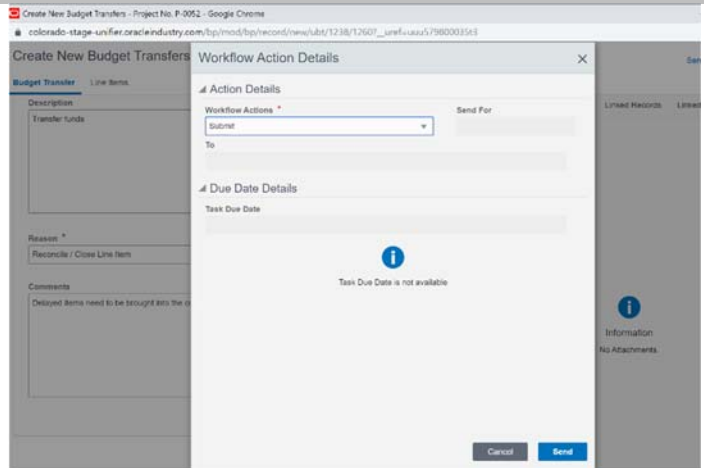 Create New Budget Transfers - Project No. P-0052 - Google Chrome
colorado-stage-unifier.oracleindustry.com/bp/mod/bp/record/new/ubt/1238/1260?_uref=uuu579800035t3
Create New Budget Transfers
Workflow Action Details
Budget Transfer
Line Items
Action Details
Description
Transfer funds
Workflow Actions *
Send For
Submit
To
Linked Records
Linked
Due Date Details
Task Due Date
Reason *
Reconcile / Close Line Item
Task Due Date is not available
Comments
Delayed items need to be brought into the
Information
No Attachments
Cancel
Send